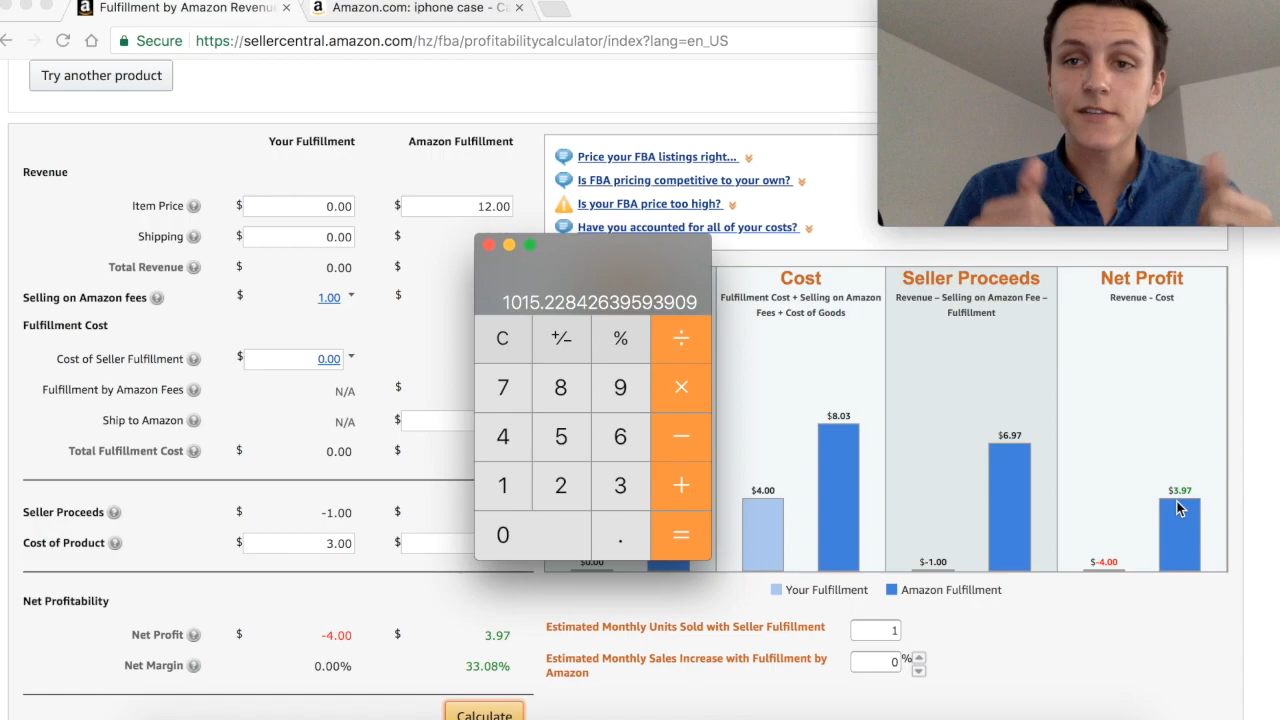 Fulfillment by Amazon Revenu
Amazon.com: iphone case - Ca
Secure
https://sellercentral.amazon.com/hz/fba/profitabilitycalculator/index?lang=en_US
Try another product
Your Fulfillment
Amazon Fulfillment
Revenue
Item Price $ 0.00 $ 12.00
Shipping $ 0.00 $
Total Revenue $ 0.00 $
Selling on Amazon fees $ 1.00 $
Fulfillment Cost
Cost of Seller Fulfillment $ 0.00
Fulfillment by Amazon Fees N/A $
Ship to Amazon N/A $
Total Fulfillment Cost $ 0.00 $
Seller Proceeds $ -1.00 $
Cost of Product $ 3.00 $
Net Profitability
Net Profit $ -4.00 $ 3.97
Net Margin 0.00% 33.08%
Calculate
Price your FBA listings right...
Is FBA pricing competitive to your own?
Is your FBA price too high?
Have you accounted for all of your costs?
1015.22842639593909
C +/− % ÷
7 8 9 ×
4 5 6 −
1 2 3 +
0 . =
$0.00
Cost
Fulfillment Cost + Selling on Amazon
Fees + Cost of Goods
$4.00
$8.03
Seller Proceeds
Revenue – Selling on Amazon Fee –
Fulfillment
$-1.00
$6.97
Net Profit
Revenue - Cost
$-4.00
$3.97
Your Fulfillment
Amazon Fulfillment
Estimated Monthly Units Sold with Seller Fulfillment 1
Estimated Monthly Sales Increase with Fulfillment by
Amazon
0 %